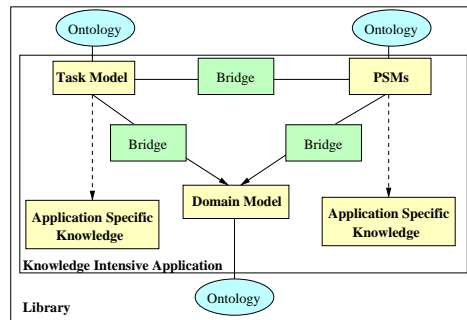 Ontology
Ontology
Task Model
Bridge
PSMs
Bridge
Bridge
Domain Model
Application Specific
Knowledge
Application Specific
Knowledge
Knowledge Intensive Application
Ontology
Library